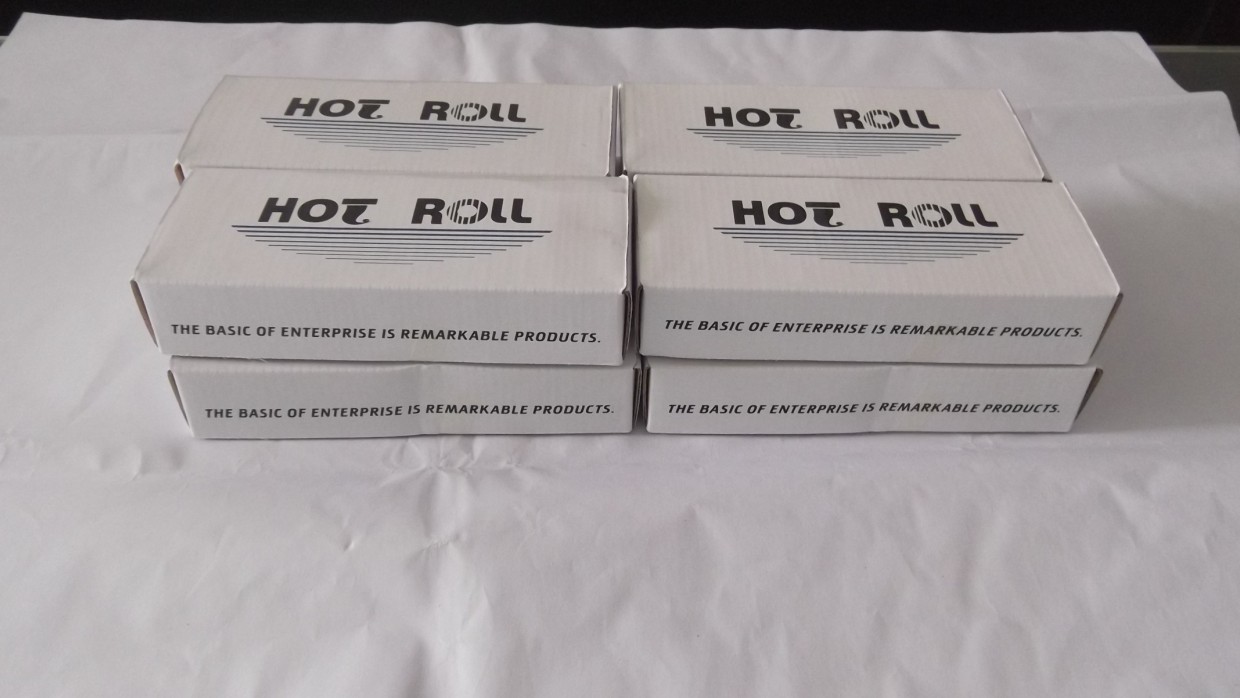 HOT ROLL
HOT ROLL
HOT ROLL
HOT ROLL
THE BASIC OF ENTERPRISE IS REMARKABLE PRODUCTS.
THE BASIC OF ENTERPRISE IS REMARKABLE PRODUCTS.
THE BASIC OF ENTERPRISE IS REMARKABLE PRODUCTS.
THE BASIC OF ENTERPRISE IS REMARKABLE PRODUCTS.